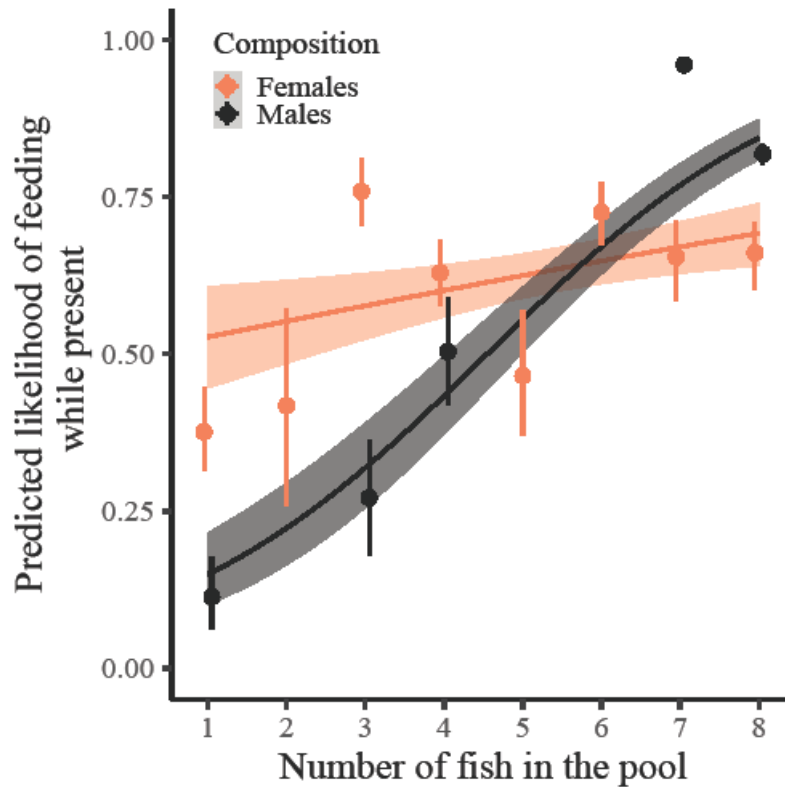 Composition
Females
Males
1.00
0.75
0.50
0.25
0.00
Predicted likelihood of feeding
while present
1 2 3 4 5 6 7 8
Number of fish in the pool